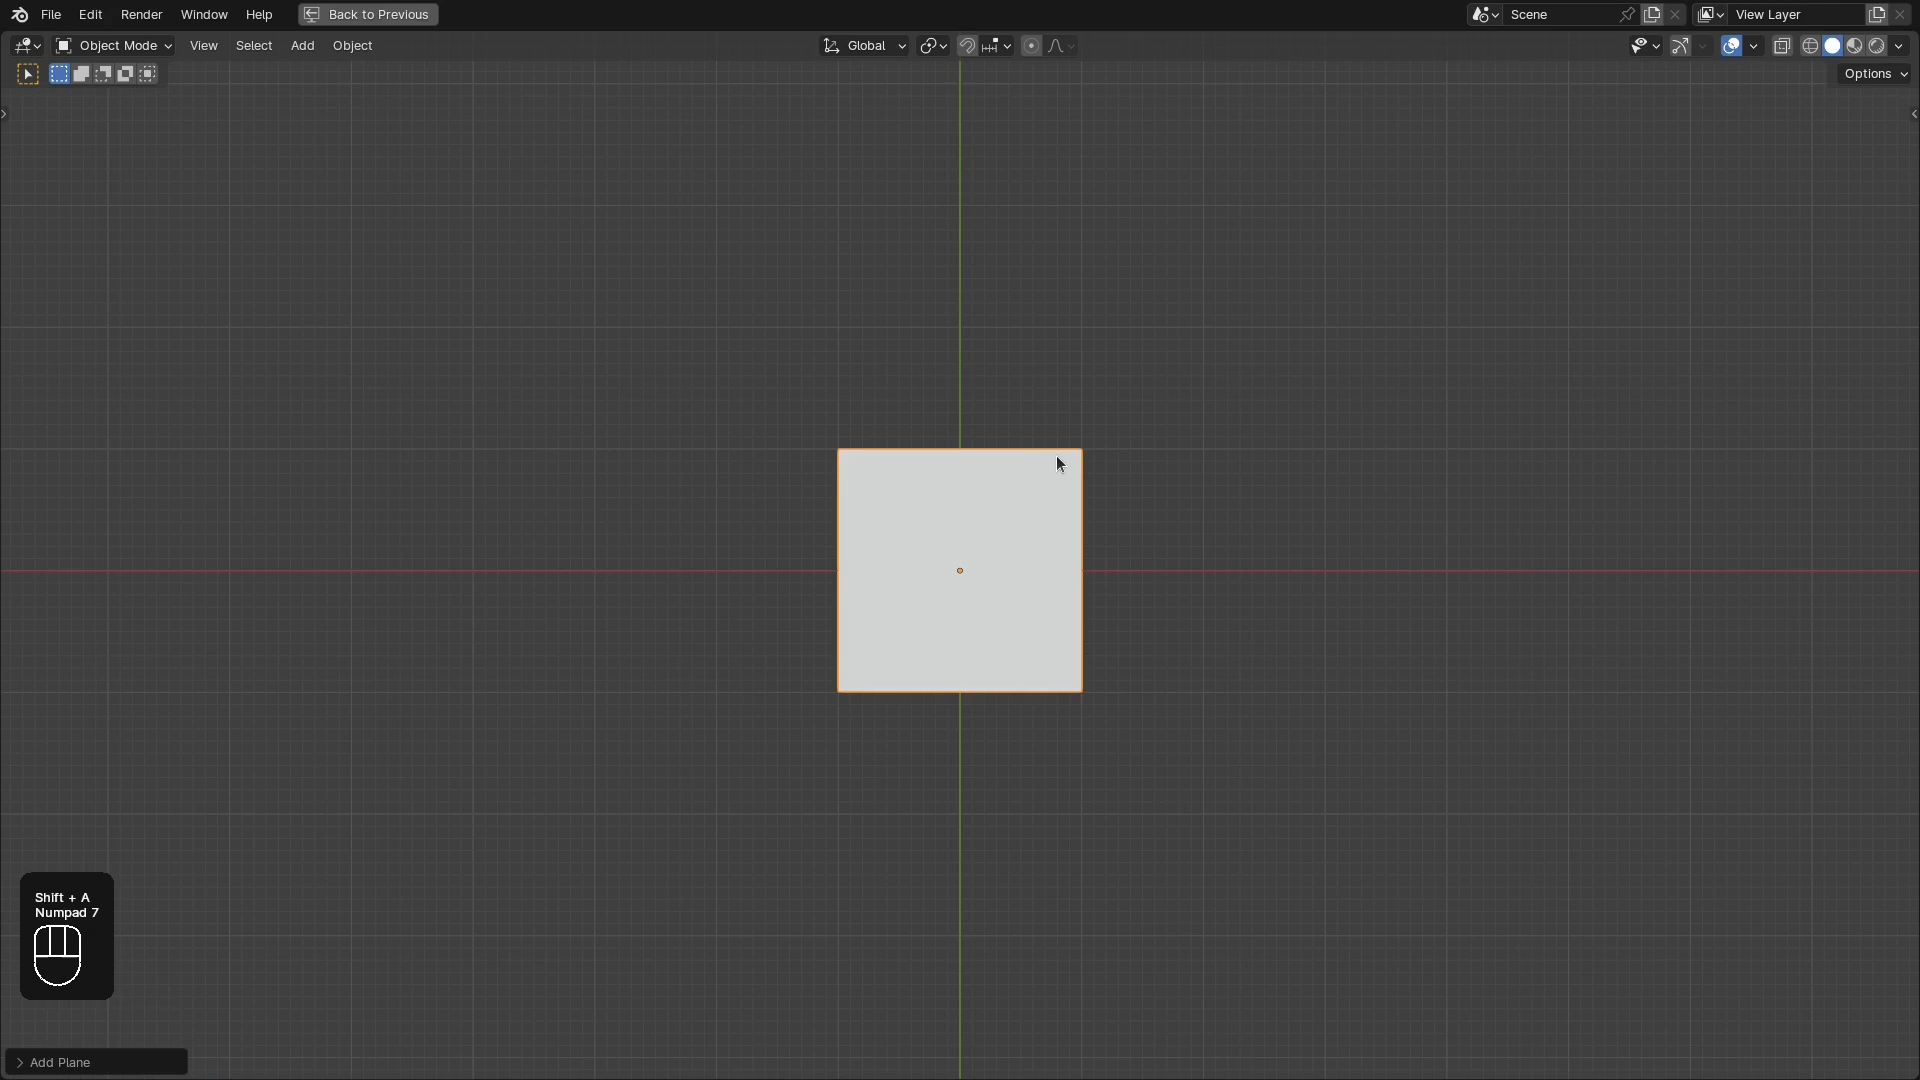 File Edit Render Window Help Back to Previous Scene View Layer
Object Mode View Select Add Object Global
Options
Shift + A
Numpad 7
Add Plane